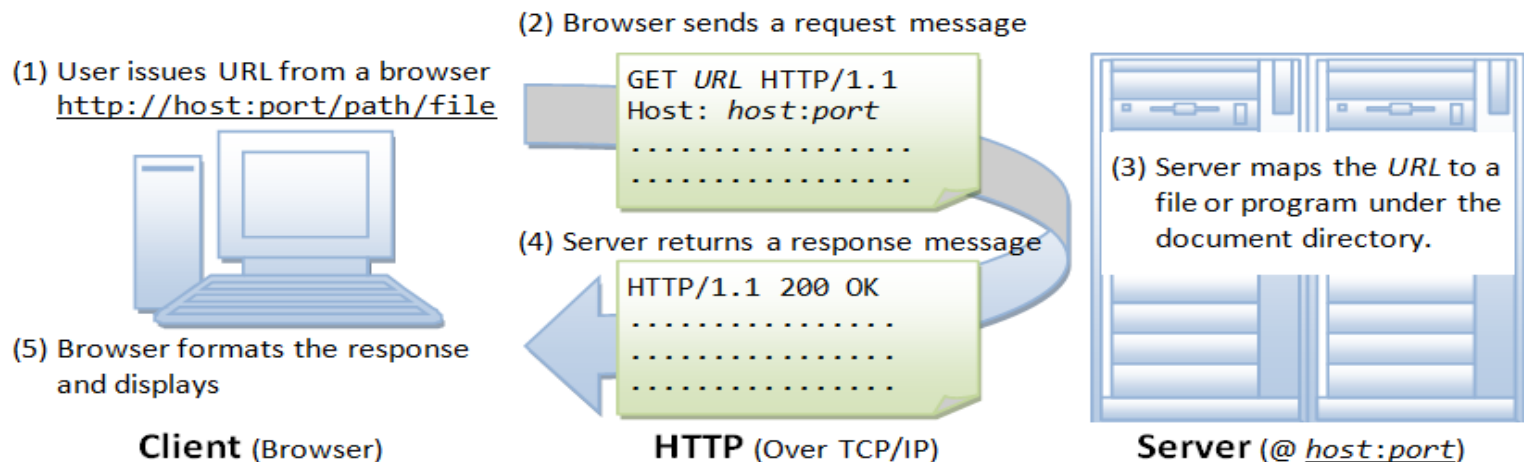 (1) User issues URL from a browser
http://host:port/path/file
(2) Browser sends a request message
GET URL HTTP/1.1
Host: host:port
..................
..................
(3) Server maps the URL to a
file or program under the
document directory.
(4) Server returns a response message
HTTP/1.1 200 OK
.................
.................
.................
(5) Browser formats the response
and displays
Client (Browser)
HTTP (Over TCP/IP)
Server (@ host:port)